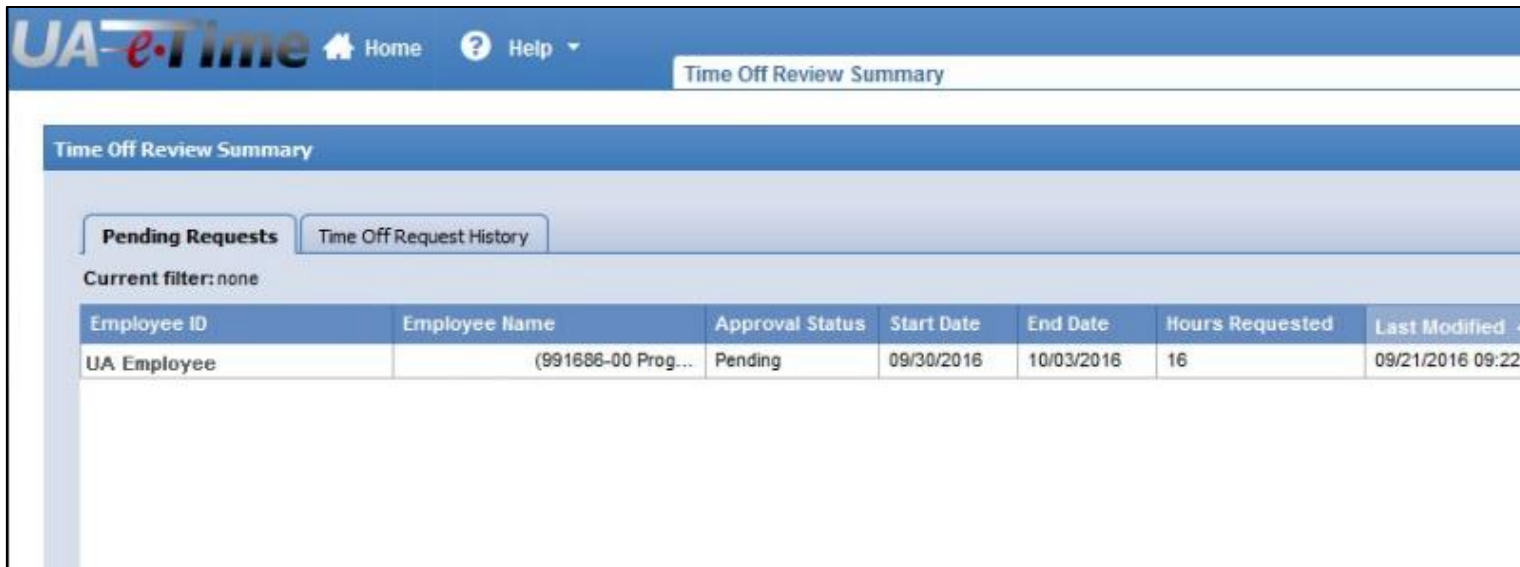 UA-e-Time Home Help
Time Off Review Summary
Time Off Review Summary
Pending Requests Time Off Request History
Current filter: none
Employee ID Employee Name Approval Status Start Date End Date Hours Requested Last Modified
UA Employee (991686-00 Prog... Pending 09/30/2016 10/03/2016 16 09/21/2016 09:22